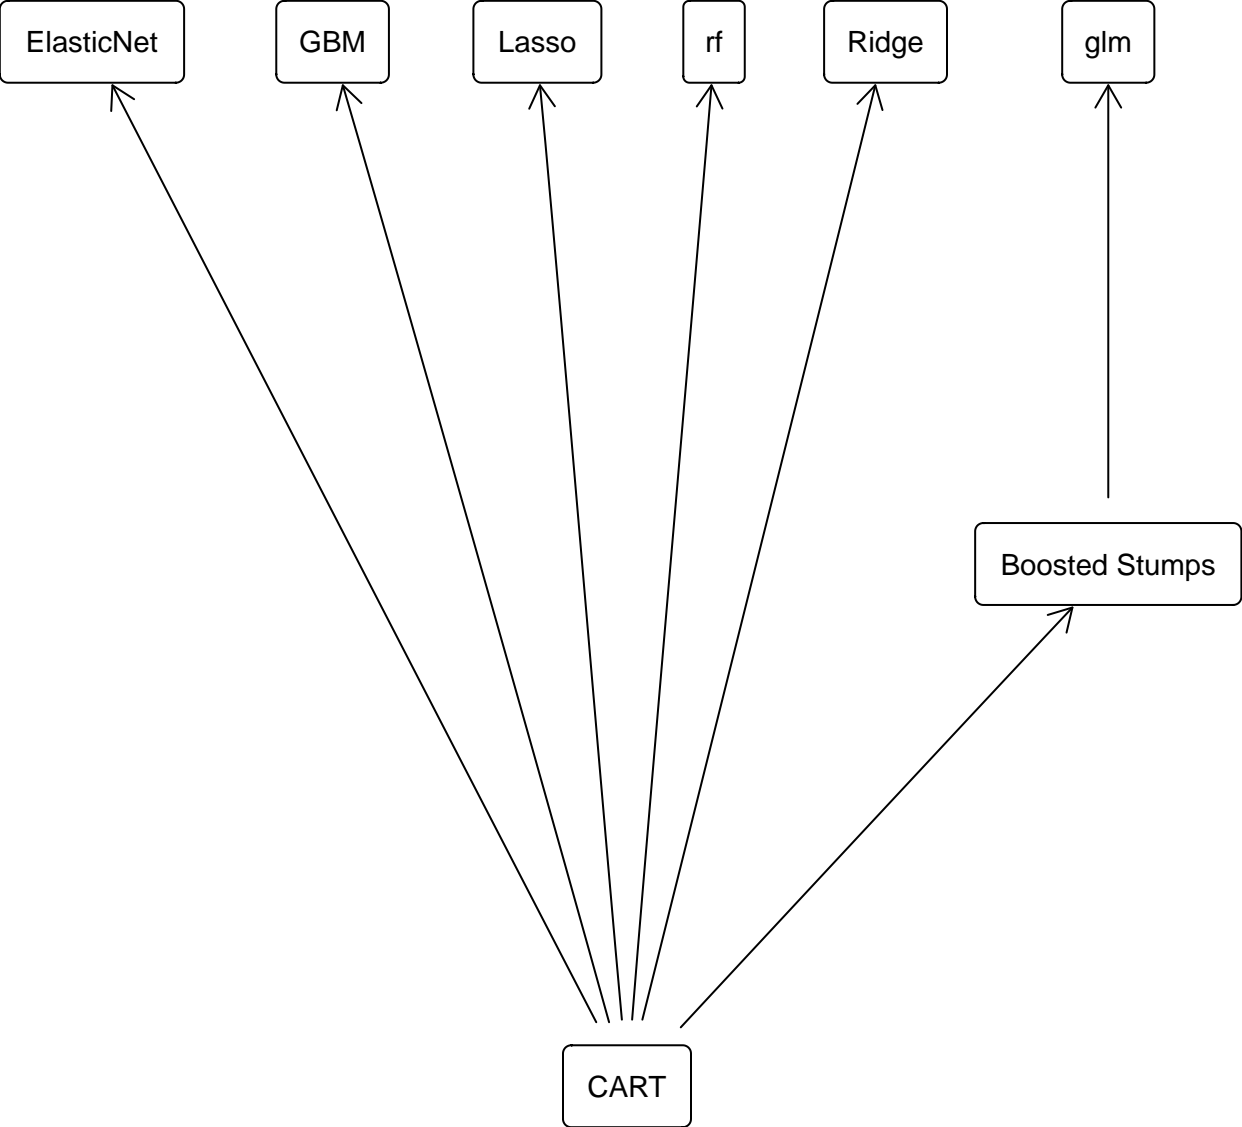 ElasticNet
GBM
Lasso
rf
Ridge
glm
Boosted Stumps
CART